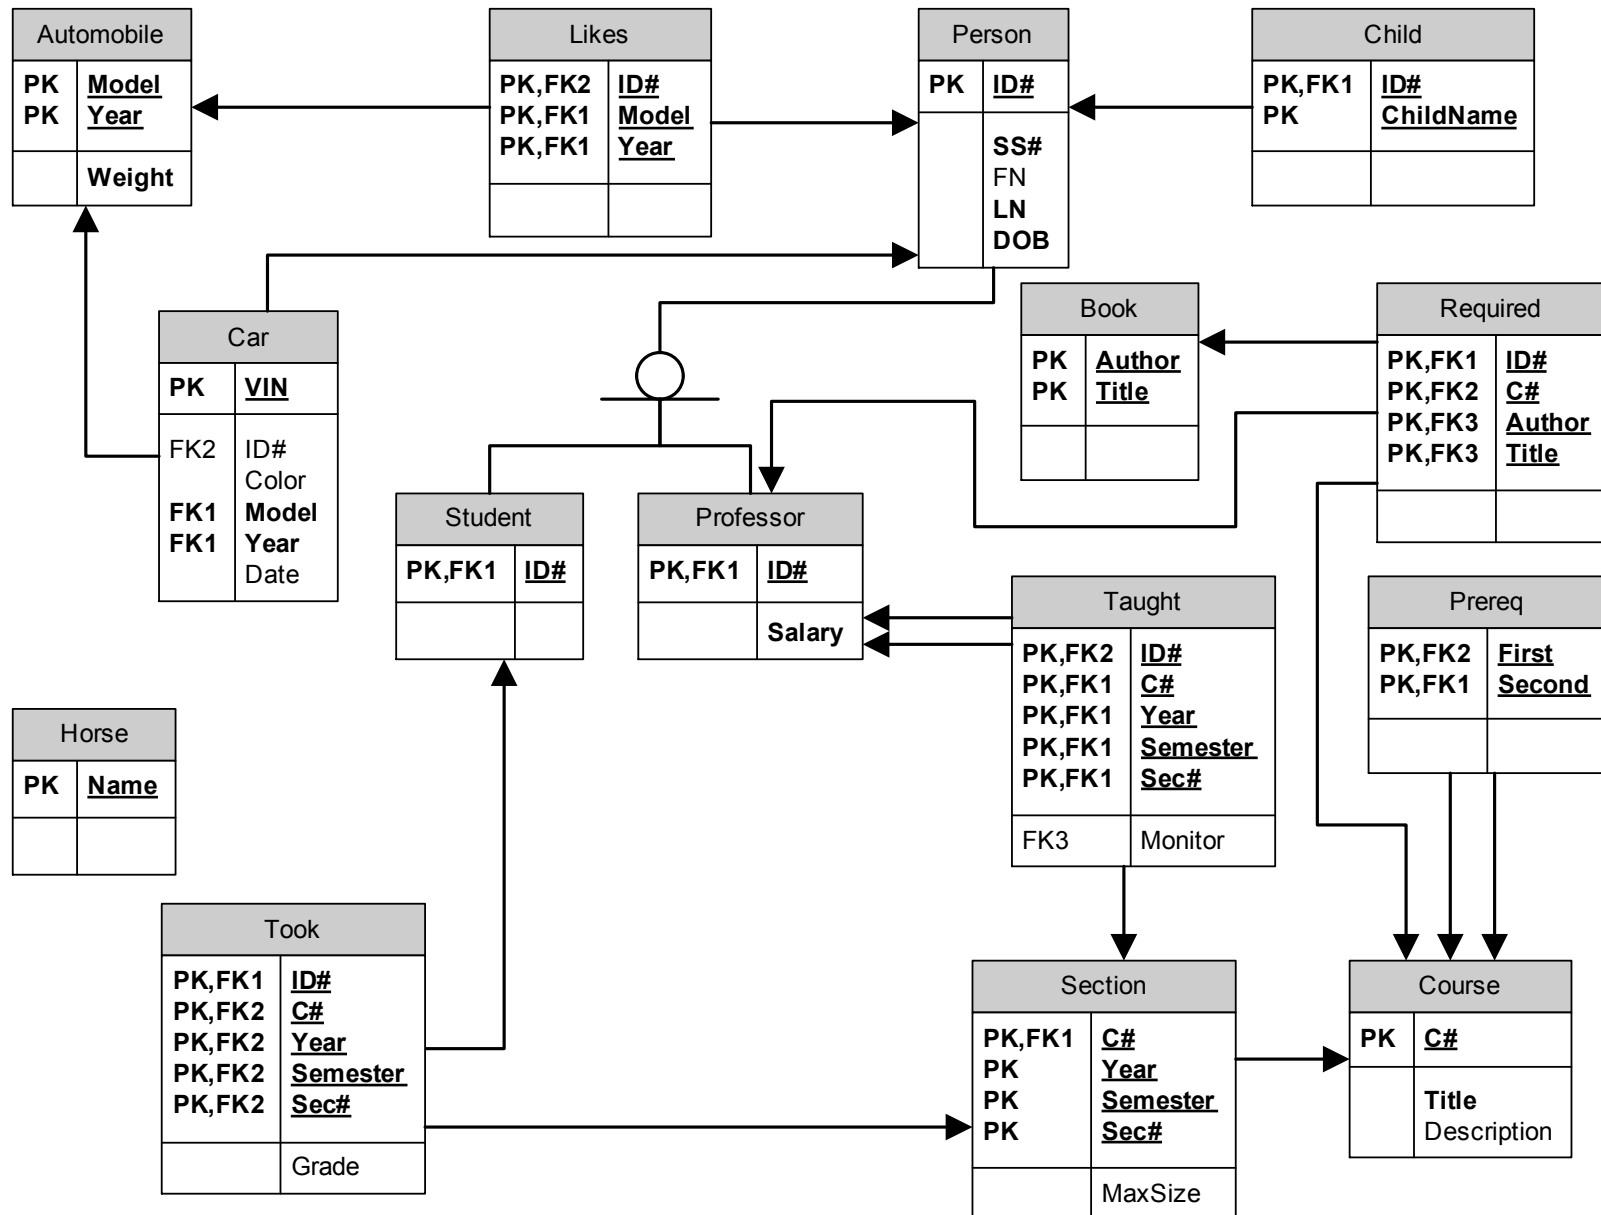 Automobile
PK Model
PK Year
Weight
Likes
PK,FK2 ID#
PK,FK1 Model
PK,FK1 Year
Person
PK ID#
SS#
FN
LN
DOB
Child
PK,FK1 ID#
PK ChildName
Car
PK VIN
FK2 ID#
Color
FK1 Model
FK1 Year
Date
Book
PK Author
PK Title
Required
PK,FK1 ID#
PK,FK2 C#
PK,FK3 Author
PK,FK3 Title
Student
PK,FK1 ID#
Professor
PK,FK1 ID#
Salary
Taught
PK,FK2 ID#
PK,FK1 C#
PK,FK1 Year
PK,FK1 Semester
PK,FK1 Sec#
FK3 Monitor
Prereq
PK,FK2 First
PK,FK1 Second
Horse
PK Name
Took
PK,FK1 ID#
PK,FK2 C#
PK,FK2 Year
PK,FK2 Semester
PK,FK2 Sec#
Grade
Section
PK,FK1 C#
PK Year
PK Semester
PK Sec#
MaxSize
Course
PK C#
Title
Description